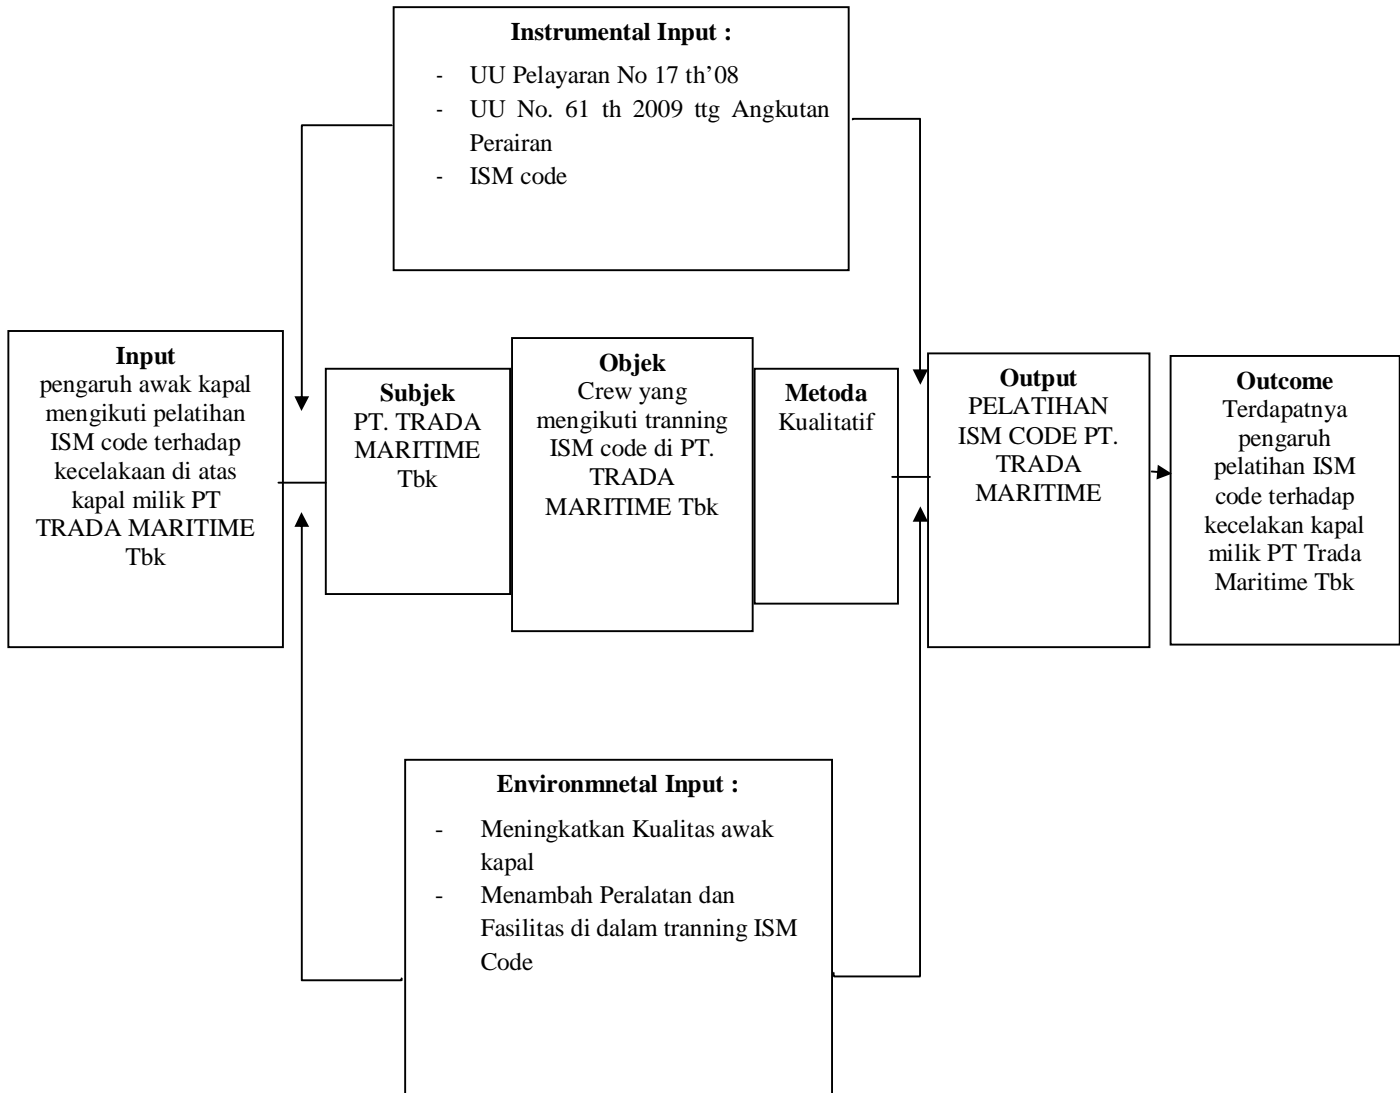 Instrumental Input :
- UU Pelayaran No 17 th'08
- UU No. 61 th 2009 ttg Angkutan
Perairan
- ISM code
Input
pengaruh awak kapal
mengikuti pelatihan
ISM code terhadap
kecelakaan di atas
kapal milik PT
TRADA MARITIME
Tbk
Subjek
PT. TRADA
MARITIME
Tbk
Objek
Crew yang
mengikuti tranning
ISM code di PT.
TRADA
MARITIME Tbk
Metoda
Kualitatif
Output
PELATIHAN
ISM CODE PT.
TRADA
MARITIME
Outcome
Terdapatnya
pengaruh
pelatihan ISM
code terhadap
kecelakan kapal
milik PT Trada
Maritime Tbk
Environmnetal Input :
- Meningkatkan Kualitas awak
kapal
- Menambah Peralatan dan
Fasilitas di dalam tranning ISM
Code